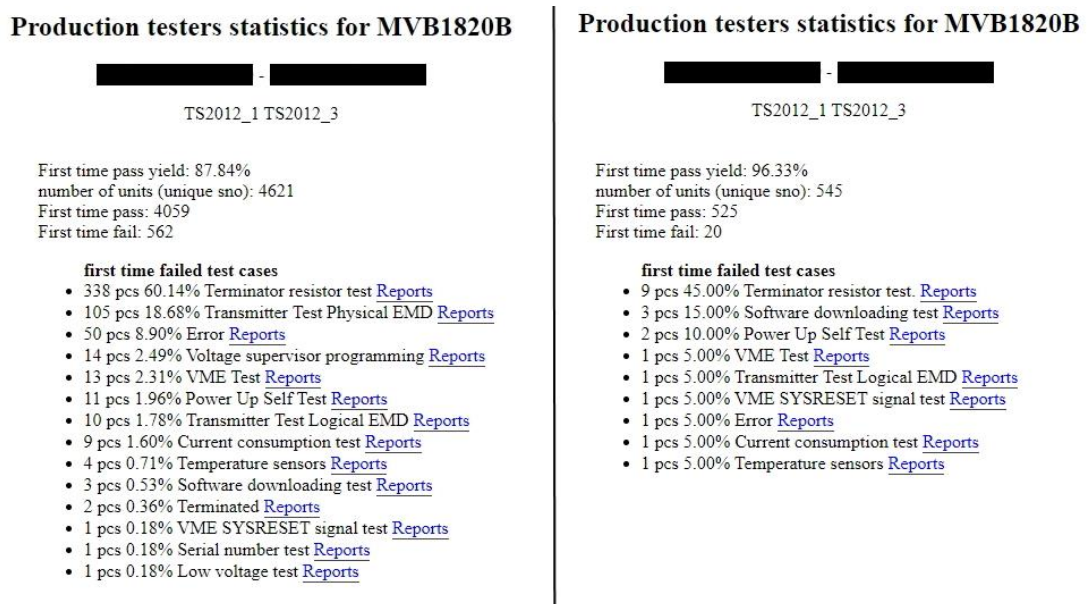 Production testers statistics for MVB1820B
-
TS2012_1 TS2012_3
First time pass yield: 87.84%
number of units (unique sno): 4621
First time pass: 4059
First time fail: 562
first time failed test cases
• 338 pcs 60.14% Terminator resistor test Reports
• 105 pcs 18.68% Transmitter Test Physical EMD Reports
• 50 pcs 8.90% Error Reports
• 14 pcs 2.49% Voltage supervisor programming Reports
• 13 pcs 2.31% VME Test Reports
• 11 pcs 1.96% Power Up Self Test Reports
• 10 pcs 1.78% Transmitter Test Logical EMD Reports
• 9 pcs 1.60% Current consumption test Reports
• 4 pcs 0.71% Temperature sensors Reports
• 3 pcs 0.53% Software downloading test Reports
• 2 pcs 0.36% Terminated Reports
• 1 pcs 0.18% VME SYSRESET signal test Reports
• 1 pcs 0.18% Serial number test Reports
• 1 pcs 0.18% Low voltage test Reports
Production testers statistics for MVB1820B
-
TS2012_1 TS2012_3
First time pass yield: 96.33%
number of units (unique sno): 545
First time pass: 525
First time fail: 20
first time failed test cases
• 9 pcs 45.00% Terminator resistor test. Reports
• 3 pcs 15.00% Software downloading test Reports
• 2 pcs 10.00% Power Up Self Test Reports
• 1 pcs 5.00% VME Test Reports
• 1 pcs 5.00% Transmitter Test Logical EMD Reports
• 1 pcs 5.00% VME SYSRESET signal test Reports
• 1 pcs 5.00% Error Reports
• 1 pcs 5.00% Current consumption test Reports
• 1 pcs 5.00% Temperature sensors Reports